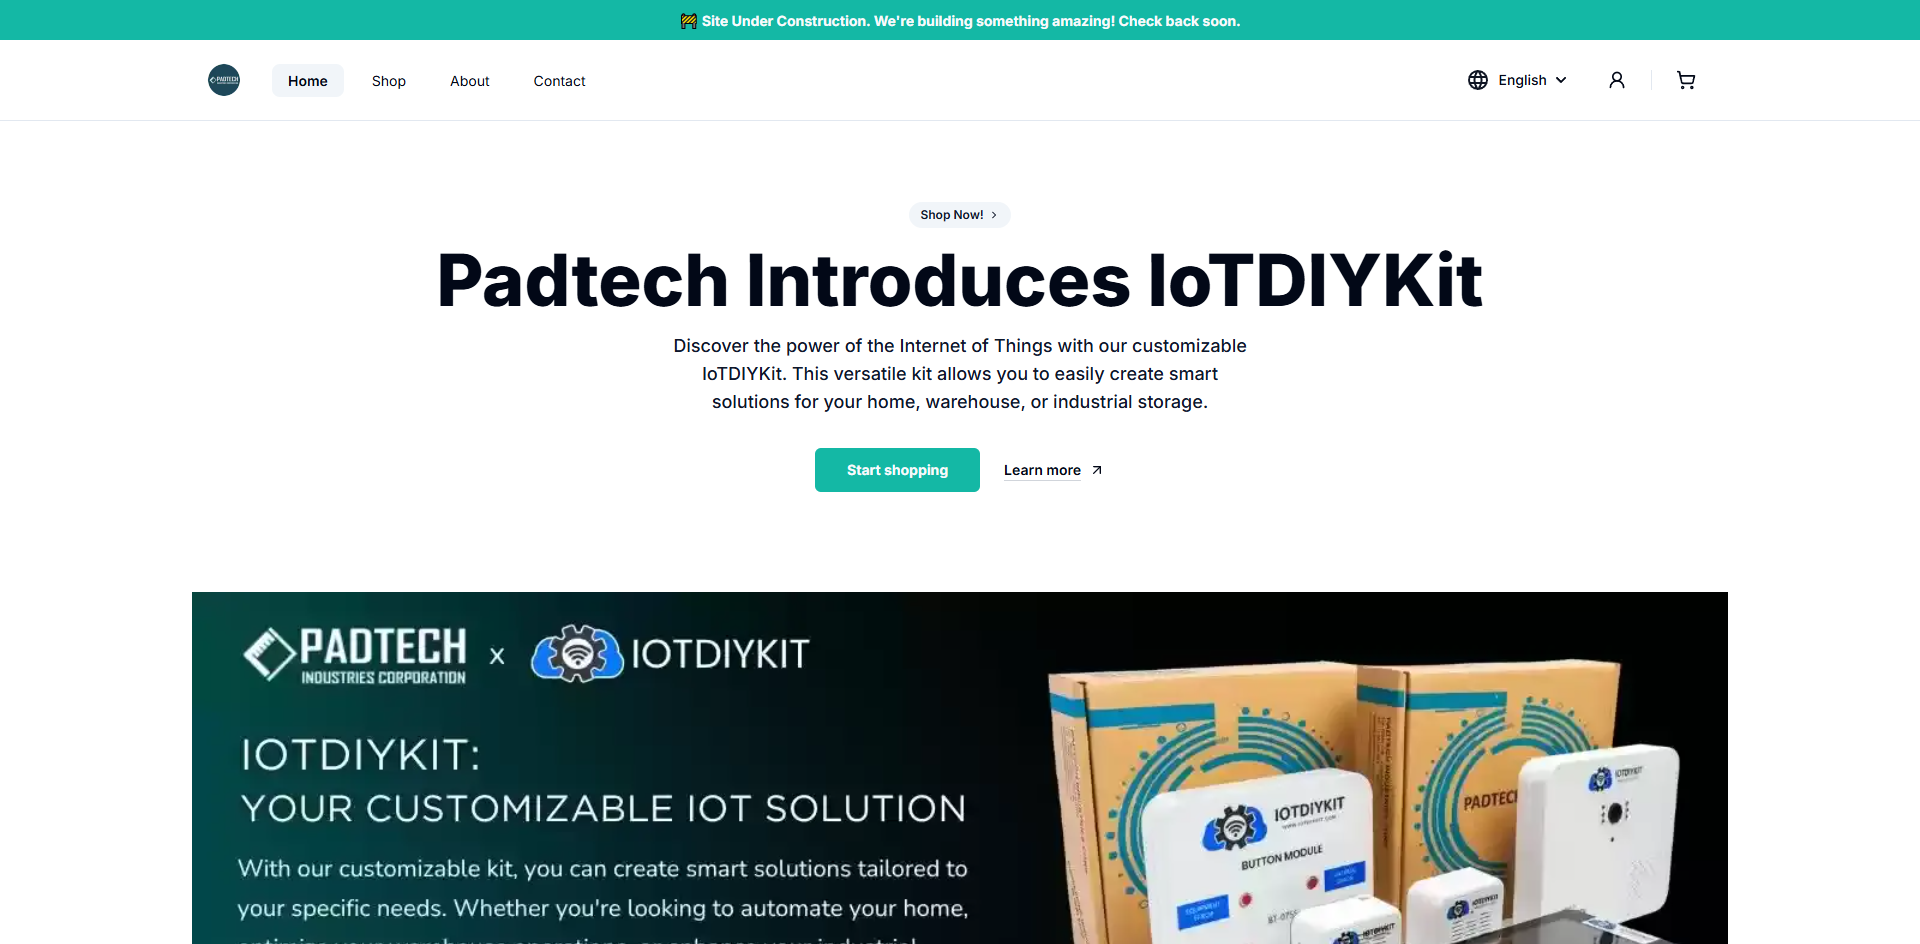 🚧 Site Under Construction. We're building something amazing! Check back soon.
PADTECH
Home
Shop
About
Contact
English
Shop Now!
Padtech Introduces IoTDIYKit
Discover the power of the Internet of Things with our customizable
IoTDIYKit. This versatile kit allows you to easily create smart
solutions for your home, warehouse, or industrial storage.
Start shopping
Learn more
PADTECH
INDUSTRIES CORPORATION
x
IOTDIYKIT
IOTDIYKIT:
YOUR CUSTOMIZABLE IOT SOLUTION
With our customizable kit, you can create smart solutions tailored to
your specific needs. Whether you're looking to automate your home,
IOTDIYKIT
BUTTON MODULE
PADTEC
IOTDIYKIT
IOTDIYKIT
IOTDIYKIT